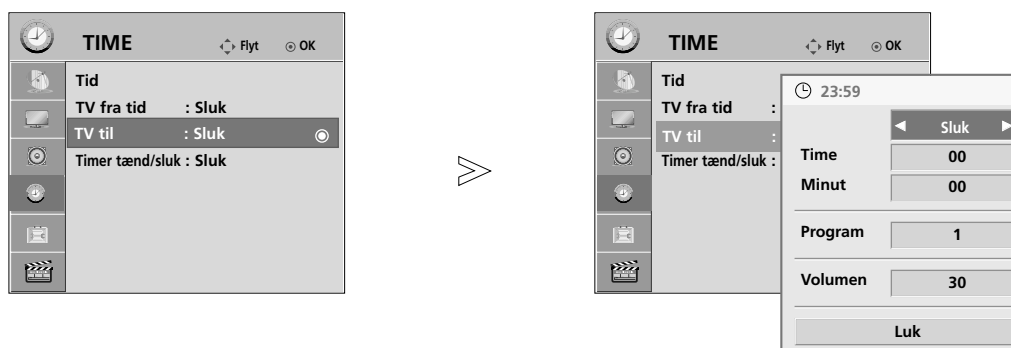 TIME Flyt OK
Tid
TV fra tid : Sluk
TV til : Sluk
Timer tænd/sluk : Sluk
TIME Flyt OK
Tid
TV fra tid :
TV til :
Timer tænd/sluk :
23:59
Sluk
Time 00
Minut 00
Program 1
Volumen 30
Luk